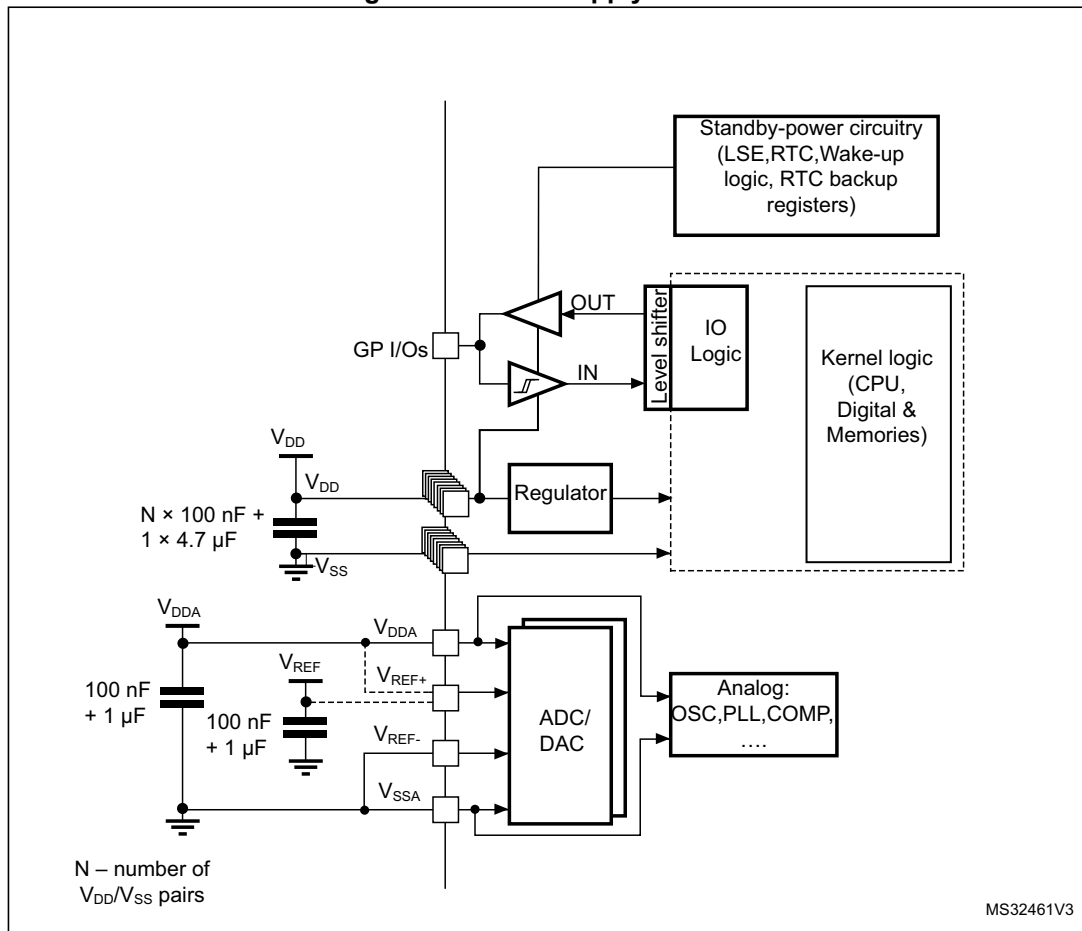 Standby-power circuitry
(LSE,RTC,Wake-up
logic, RTC backup
registers)
OUT
Level shifter
IO
Logic
GP I/Os
IN
Kernel logic
(CPU,
Digital &
Memories)
VDD
VDD
Regulator
N × 100 nF +
1 × 4.7 µF
VSS
VDDA
VDDA
VREF
VREF+
100 nF
+ 1 µF
100 nF
+ 1 µF
VREF-
ADC/
DAC
Analog:
OSC,PLL,COMP,
....
VSSA
N – number of
VDD/VSS pairs
MS32461V3